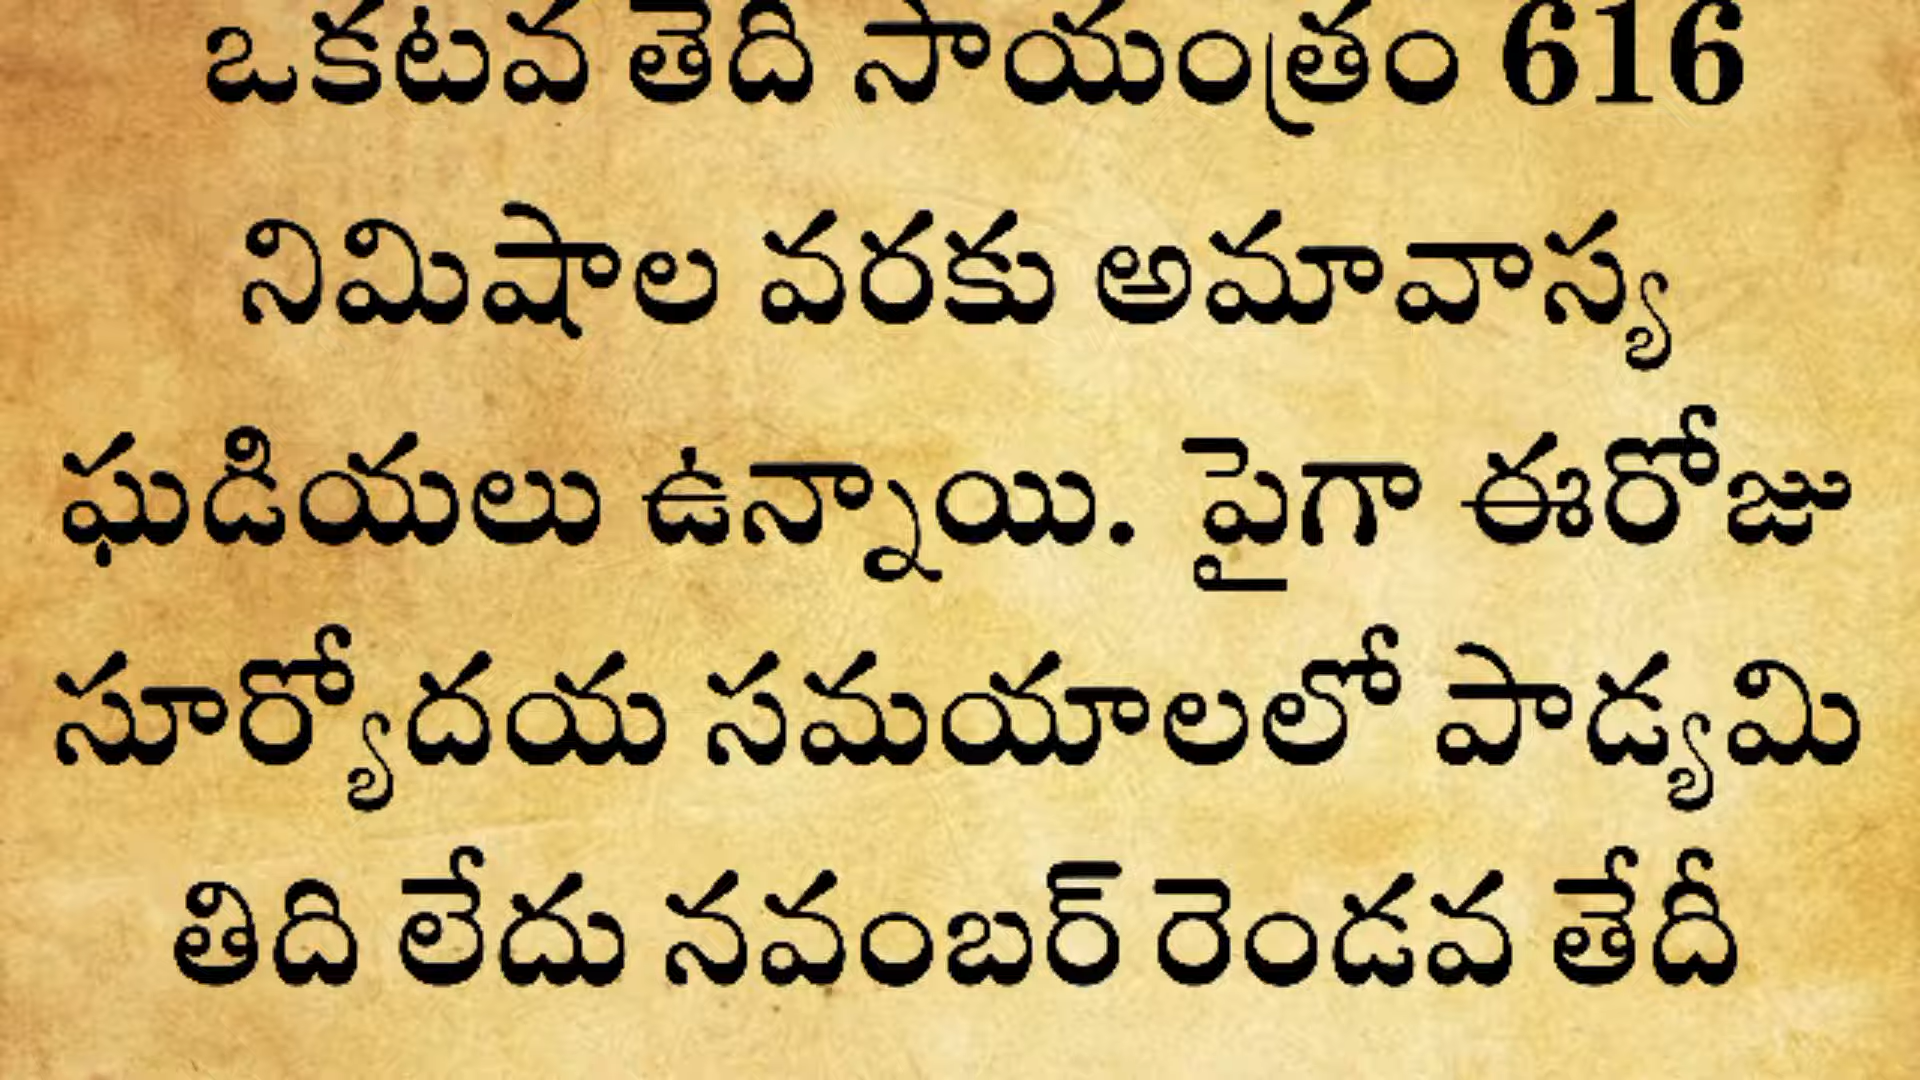 ఒకటవ తేదీ సాయంత్రం 616
నిమిషాల వరకు అమావాస్య
ఘడియలు ఉన్నాయి. పైగా ఈరోజు
సూర్యోదయ సమయాలలో పాడ్యమి
తిది లేదు నవంబర్ రెండవ తేదీ